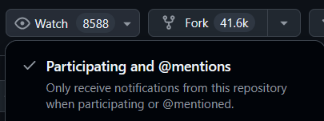 Watch 8588 Fork 41.6k
Participating and @mentions
Only receive notifications from this repository
when participating or @mentioned.